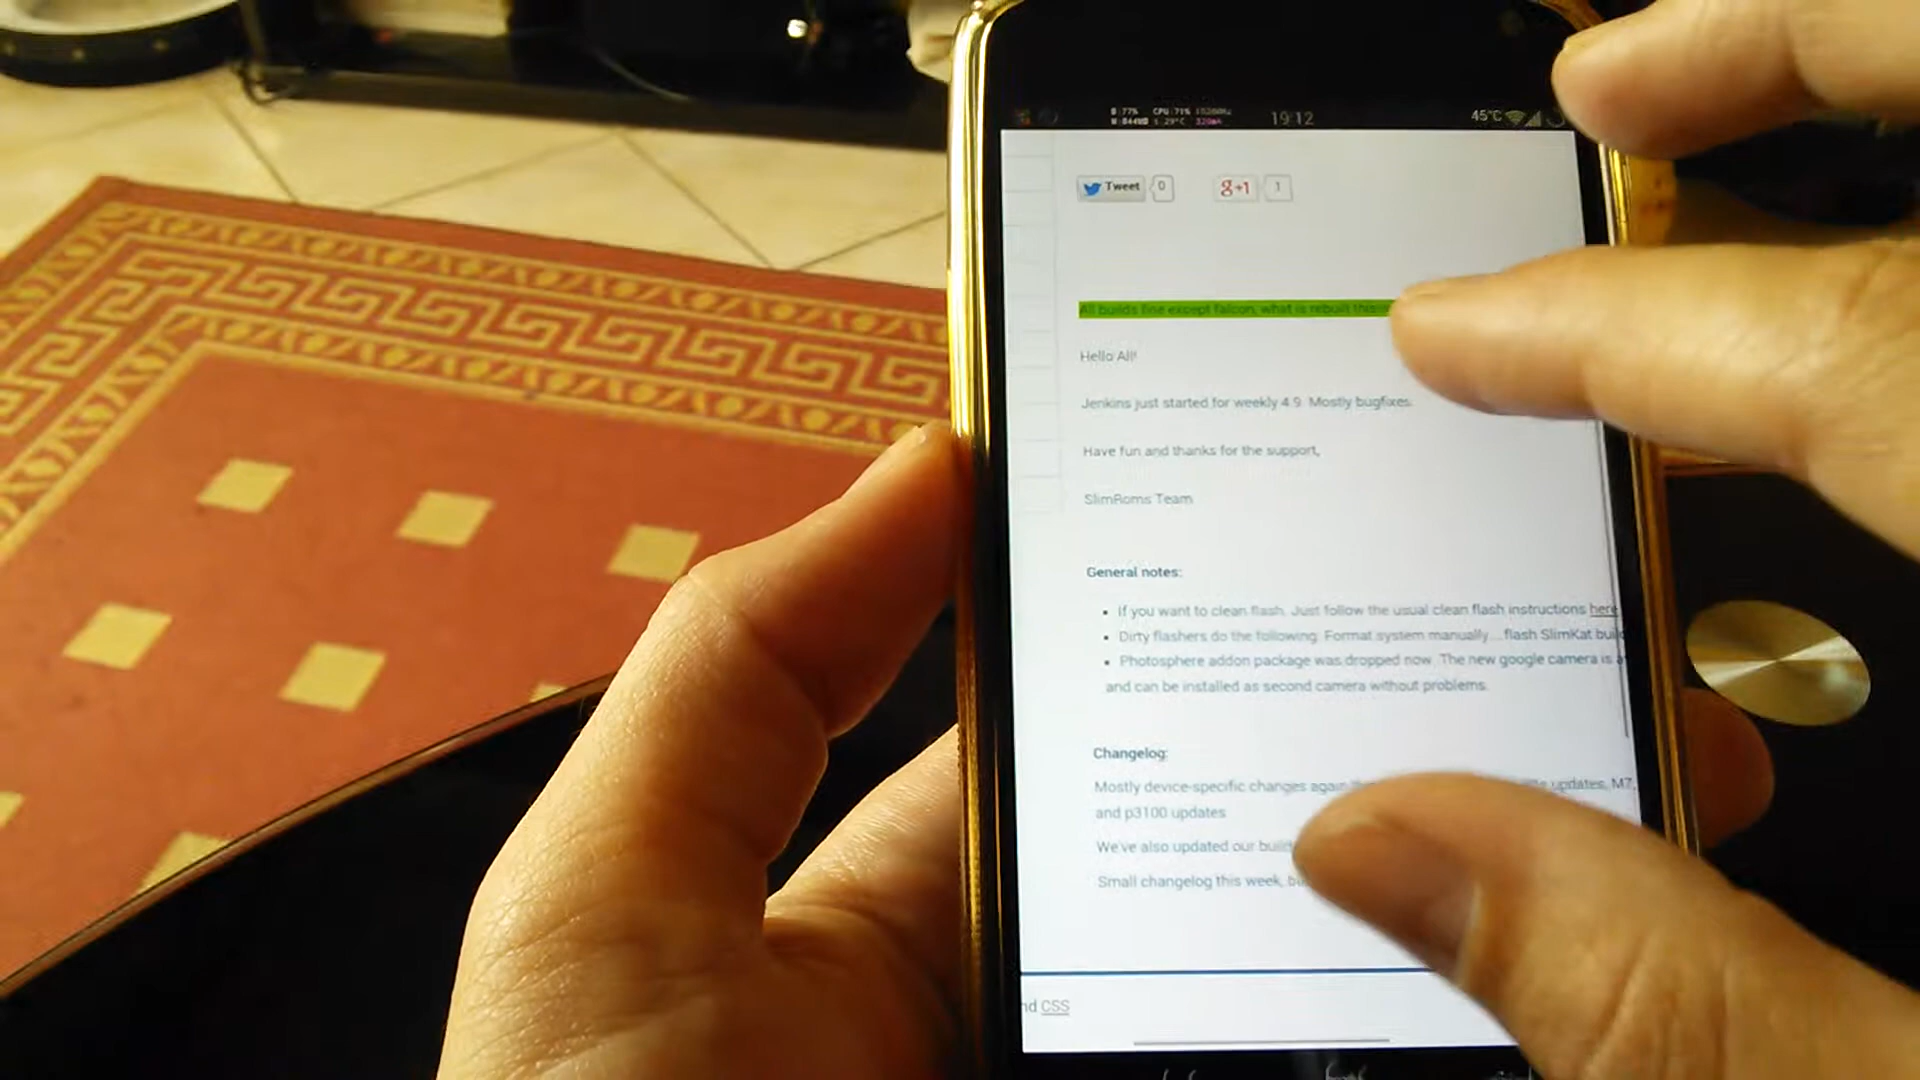 B:77% CPU:71%
19:12 45°C
Tweet 0 g+1 1
All builds fine except falcon, what is rebuilt this
Hello All!
Jenkins just started for weekly 4.9. Mostly bugfixes.
Have fun and thanks for the support,
SlimRoms Team
General notes:
If you want to clean flash. Just follow the usual clean flash instructions here
Dirty flashers do the following: Format system manually....flash SlimKat
Photosphere addon package was dropped now. The new google camera is
and can be installed as second camera without problems.
Changelog:
Mostly device-specific changes again updates, M7,
and p3100 updates
We've also updated our
Small changelog this week,
CSS